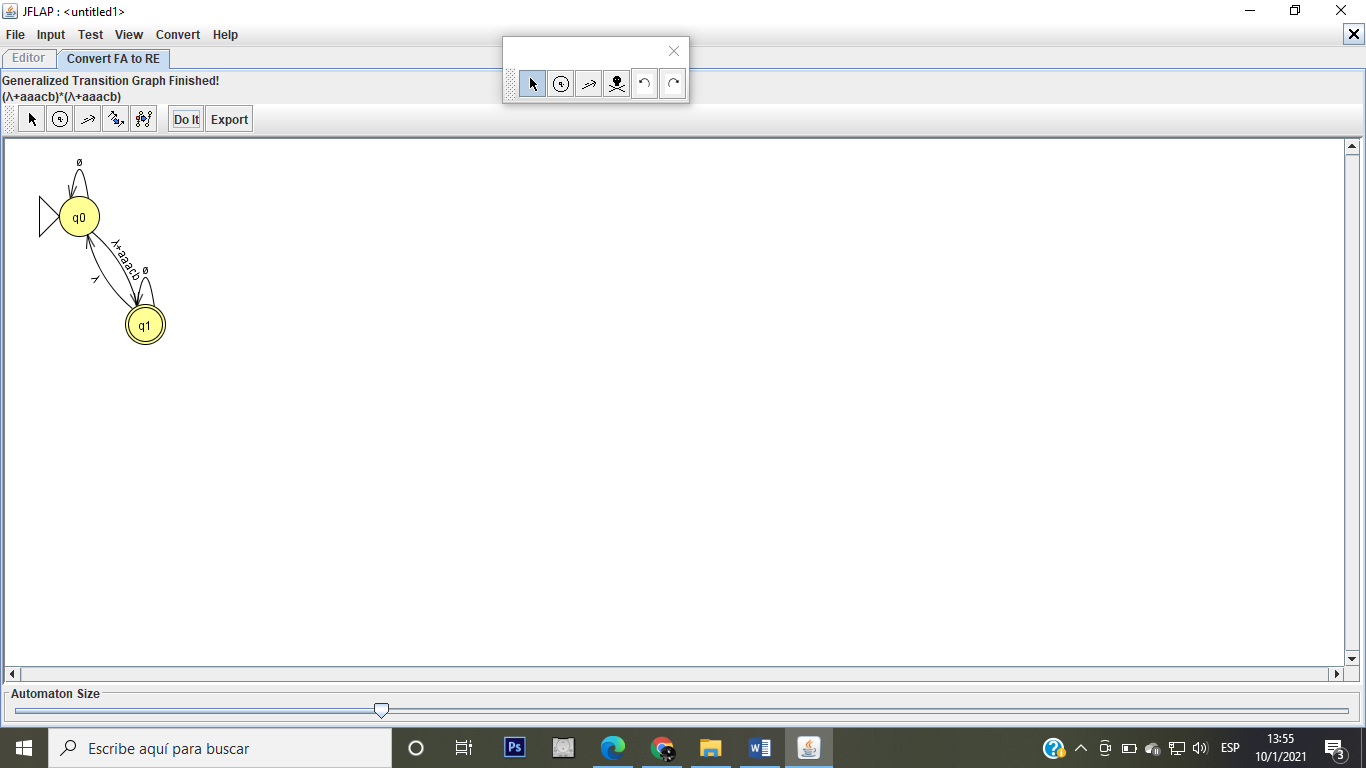 JFLAP : <untitled1>
File Input Test View Convert Help
Editor Convert FA to RE
Generalized Transition Graph Finished!
(λ+aaacb)*(λ+aaacb)
Do It Export
ø
q0
λ+aaacb
λ
ø
q1
Automaton Size
Escribe aquí para buscar
Ps
W
ESP
13:55
10/1/2021
3